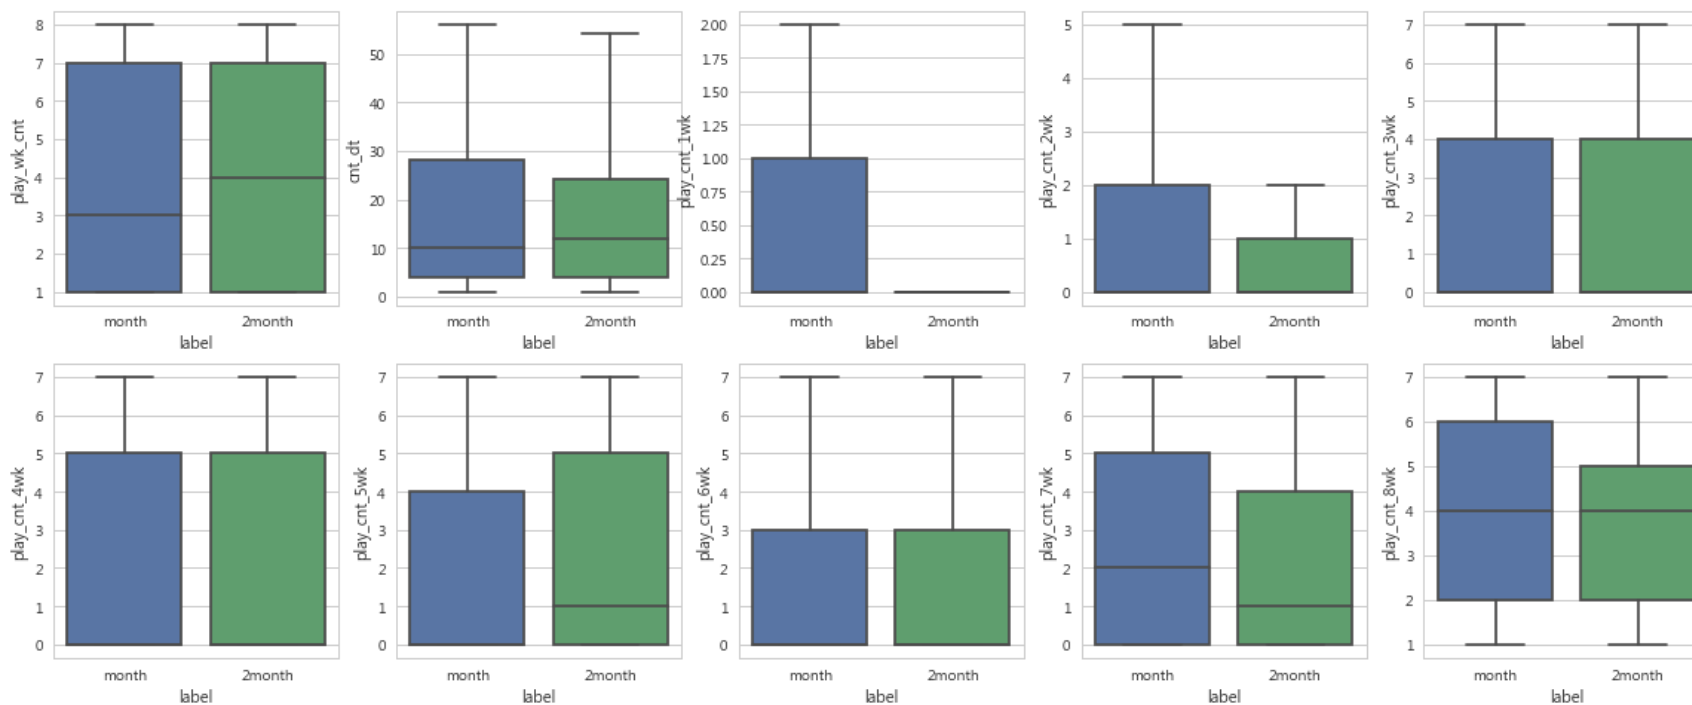 play_wk_cnt
8
7
6
5
4
3
2
1
month 2month
label
cnt_dt
50
40
30
20
10
0
month 2month
label
play_cnt_1wk
2.00
1.75
1.50
1.25
1.00
0.75
0.50
0.25
0.00
month 2month
label
play_cnt_2wk
5
4
3
2
1
0
month 2month
label
play_cnt_3wk
7
6
5
4
3
2
1
0
month 2month
label
play_cnt_4wk
7
6
5
4
3
2
1
0
month 2month
label
play_cnt_5wk
7
6
5
4
3
2
1
0
month 2month
label
play_cnt_6wk
7
6
5
4
3
2
1
0
month 2month
label
play_cnt_7wk
7
6
5
4
3
2
1
0
month 2month
label
play_cnt_8wk
7
6
5
4
3
2
1
month 2month
label